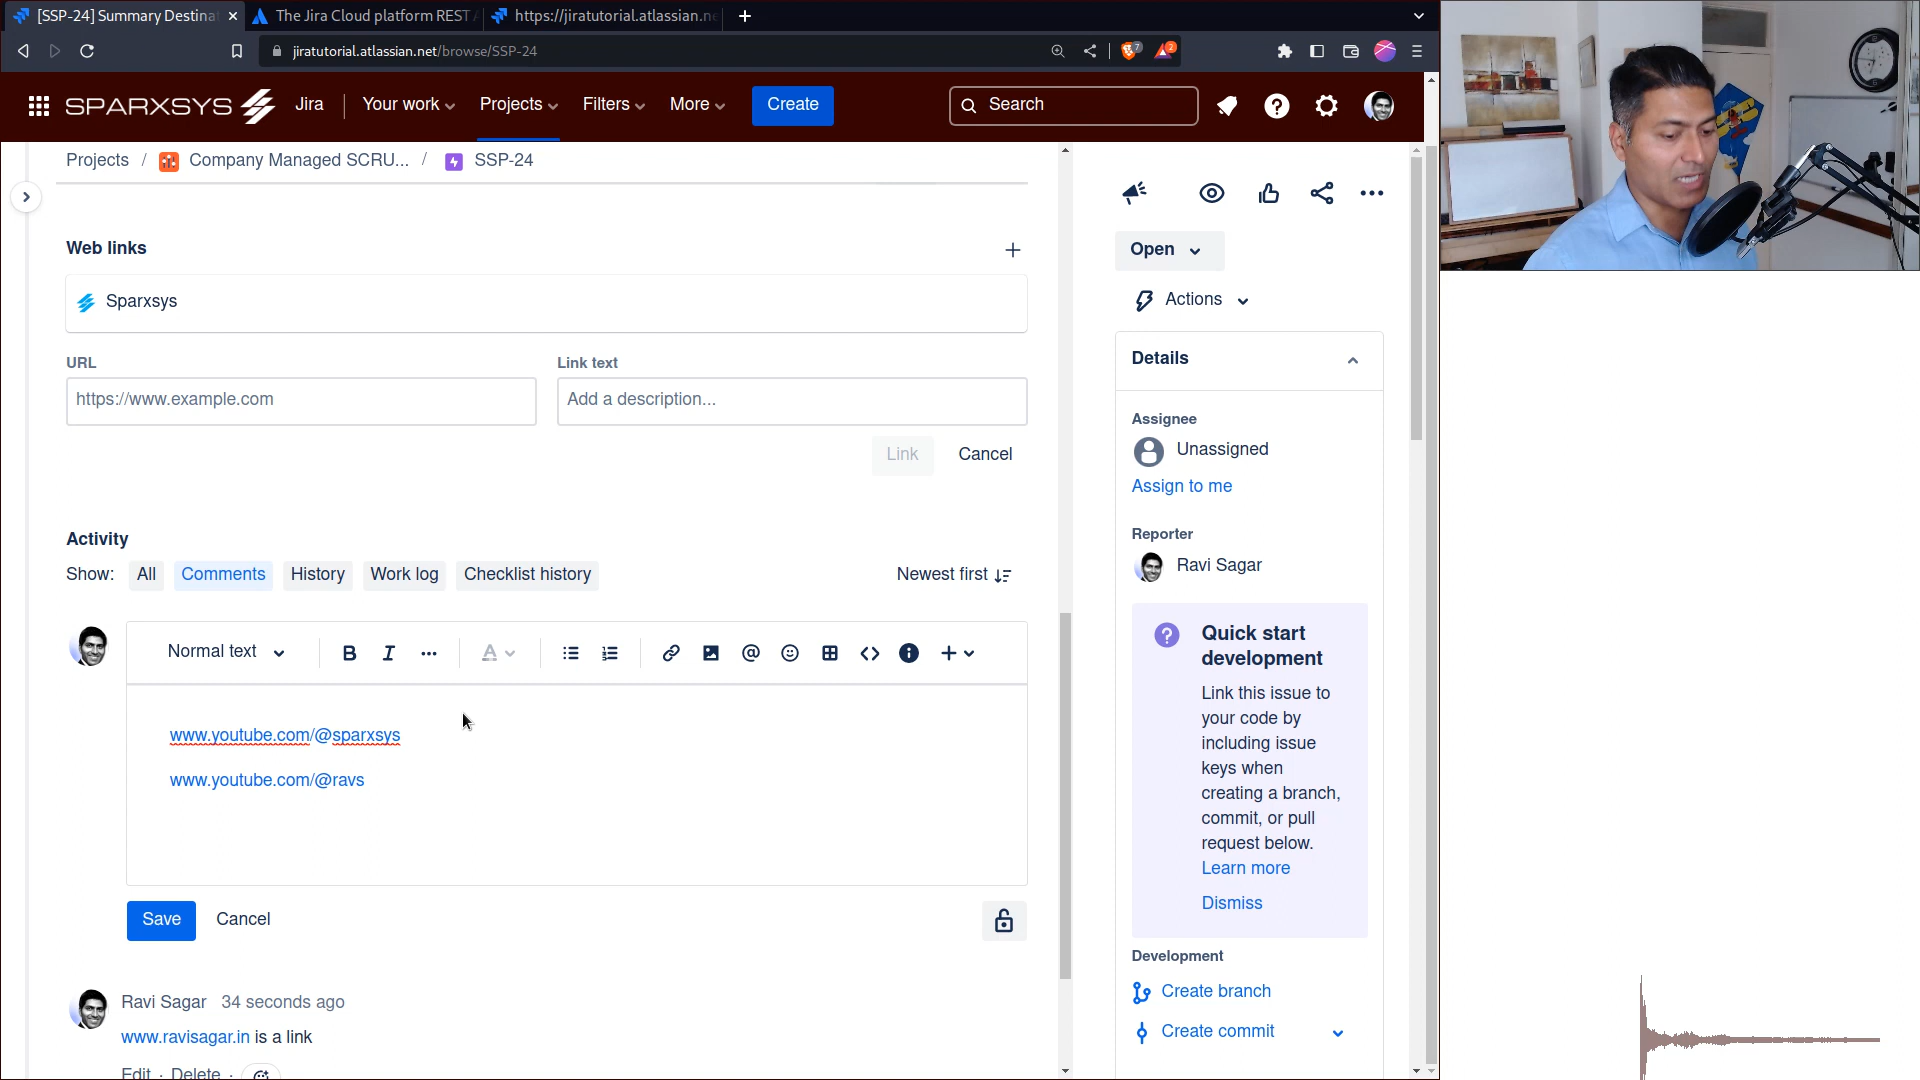 [SSP-24] Summary Destinat
The Jira Cloud platform REST A
https://jiratutorial.atlassian.ne
jiratutorial.atlassian.net/browse/SSP-24
7
2
SPARXSYS
Jira
Your work
Projects
Filters
More
Create
Search
Projects / Company Managed SCRU... / SSP-24
Web links
Sparxsys
URL
Link text
https://www.example.com
Add a description...
Link
Cancel
Activity
Show:
All
Comments
History
Work log
Checklist history
Newest first
Normal text
www.youtube.com/@sparxsys
www.youtube.com/@ravs
Save
Cancel
Ravi Sagar 34 seconds ago
www.ravisagar.in is a link
Edit · Delete ·
Open
Actions
Details
Assignee
Unassigned
Assign to me
Reporter
Ravi Sagar
Quick start
development
Link this issue to
your code by
including issue
keys when
creating a branch,
commit, or pull
request below.
Learn more
Dismiss
Development
Create branch
Create commit